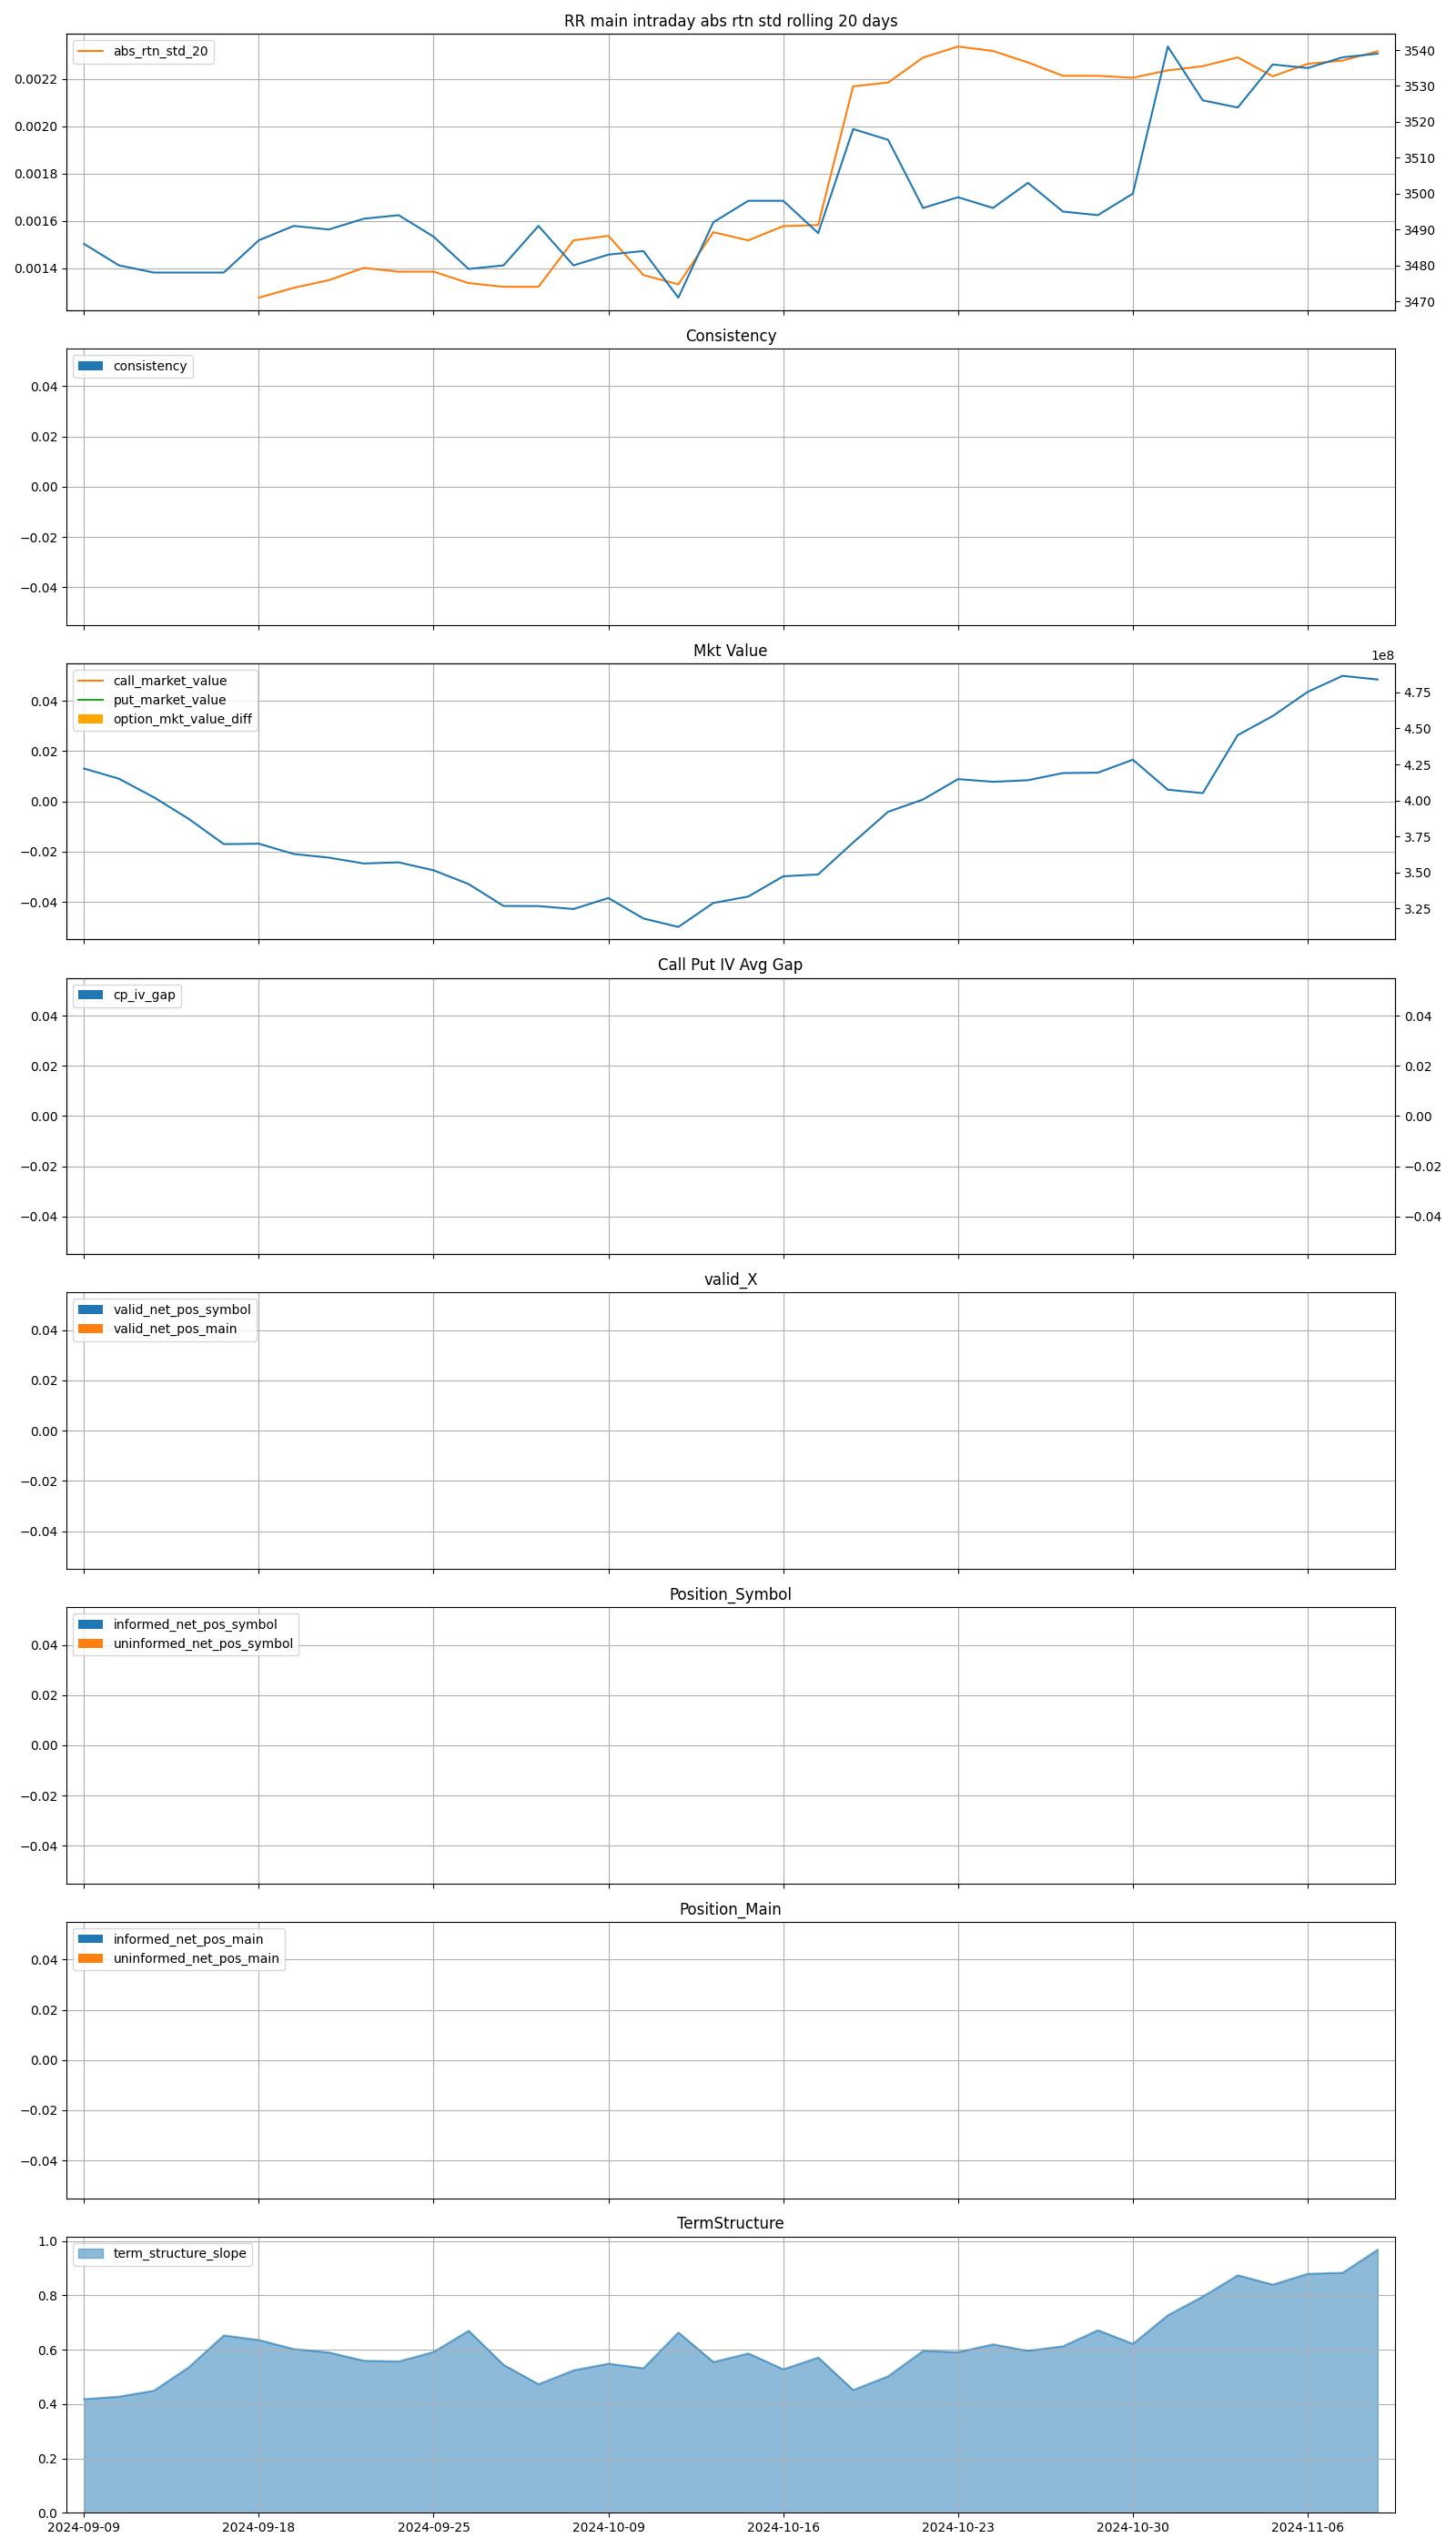 RR main intraday abs rtn std rolling 20 days
abs_rtn_std_20
0.0022
0.0020
0.0018
0.0016
0.0014
3540
3530
3520
3510
3500
3490
3480
3470
Consistency
consistency
0.04
0.02
0.00
−0.02
−0.04
Mkt Value
1e8
call_market_value
put_market_value
option_mkt_value_diff
0.04
0.02
0.00
−0.02
−0.04
4.75
4.50
4.25
4.00
3.75
3.50
3.25
Call Put IV Avg Gap
cp_iv_gap
0.04
0.02
0.00
−0.02
−0.04
0.04
0.02
0.00
−0.02
−0.04
valid_X
valid_net_pos_symbol
valid_net_pos_main
0.04
0.02
0.00
−0.02
−0.04
Position_Symbol
informed_net_pos_symbol
uninformed_net_pos_symbol
0.04
0.02
0.00
−0.02
−0.04
Position_Main
informed_net_pos_main
uninformed_net_pos_main
0.04
0.02
0.00
−0.02
−0.04
TermStructure
term_structure_slope
1.0
0.8
0.6
0.4
0.2
0.0
2024-09-09 2024-09-18 2024-09-25 2024-10-09 2024-10-16 2024-10-23 2024-10-30 2024-11-06